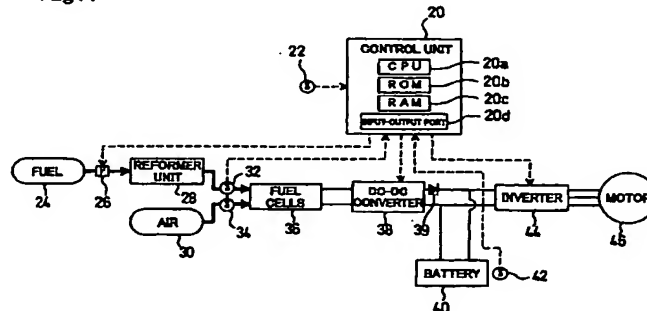 20
CONTROL UNIT
22
CPU
20a
ROM
20b
RAM
20c
INPUT-OUTPUT PORT
20d
FUEL
24
26
REFORMER
UNIT
28
32
AIR
30
34
FUEL
CELLS
36
DC-DC
CONVERTER
38
39
INVERTER
44
MOTOR
46
BATTERY
40
42